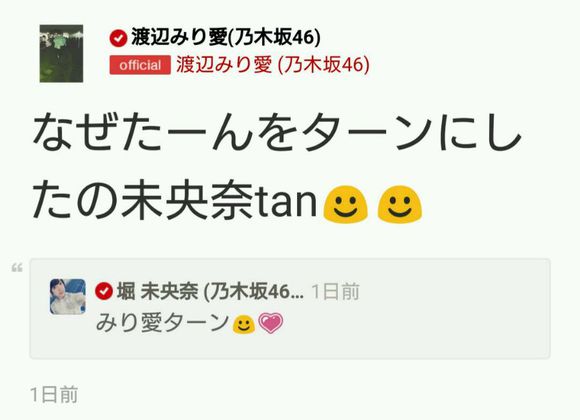 渡辺みり愛(乃木坂46)
official 渡辺みり愛 (乃木坂46)
なぜたーんをターンにし
たの未央奈tan🙂🙂
堀 未央奈 (乃木坂46... 1日前
みり愛ターン🙂💗
1日前